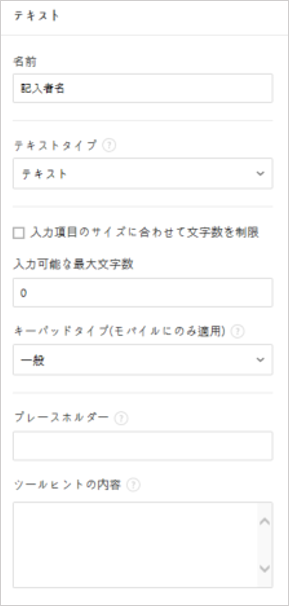 テキスト
名前
記入者名
テキストタイプ ?
テキスト
入力項目のサイズに合わせて文字数を制限
入力可能な最大文字数
0
キーパッドタイプ(モバイルにのみ適用) ?
一般
プレースホルダー ?
ツールヒントの内容 ?